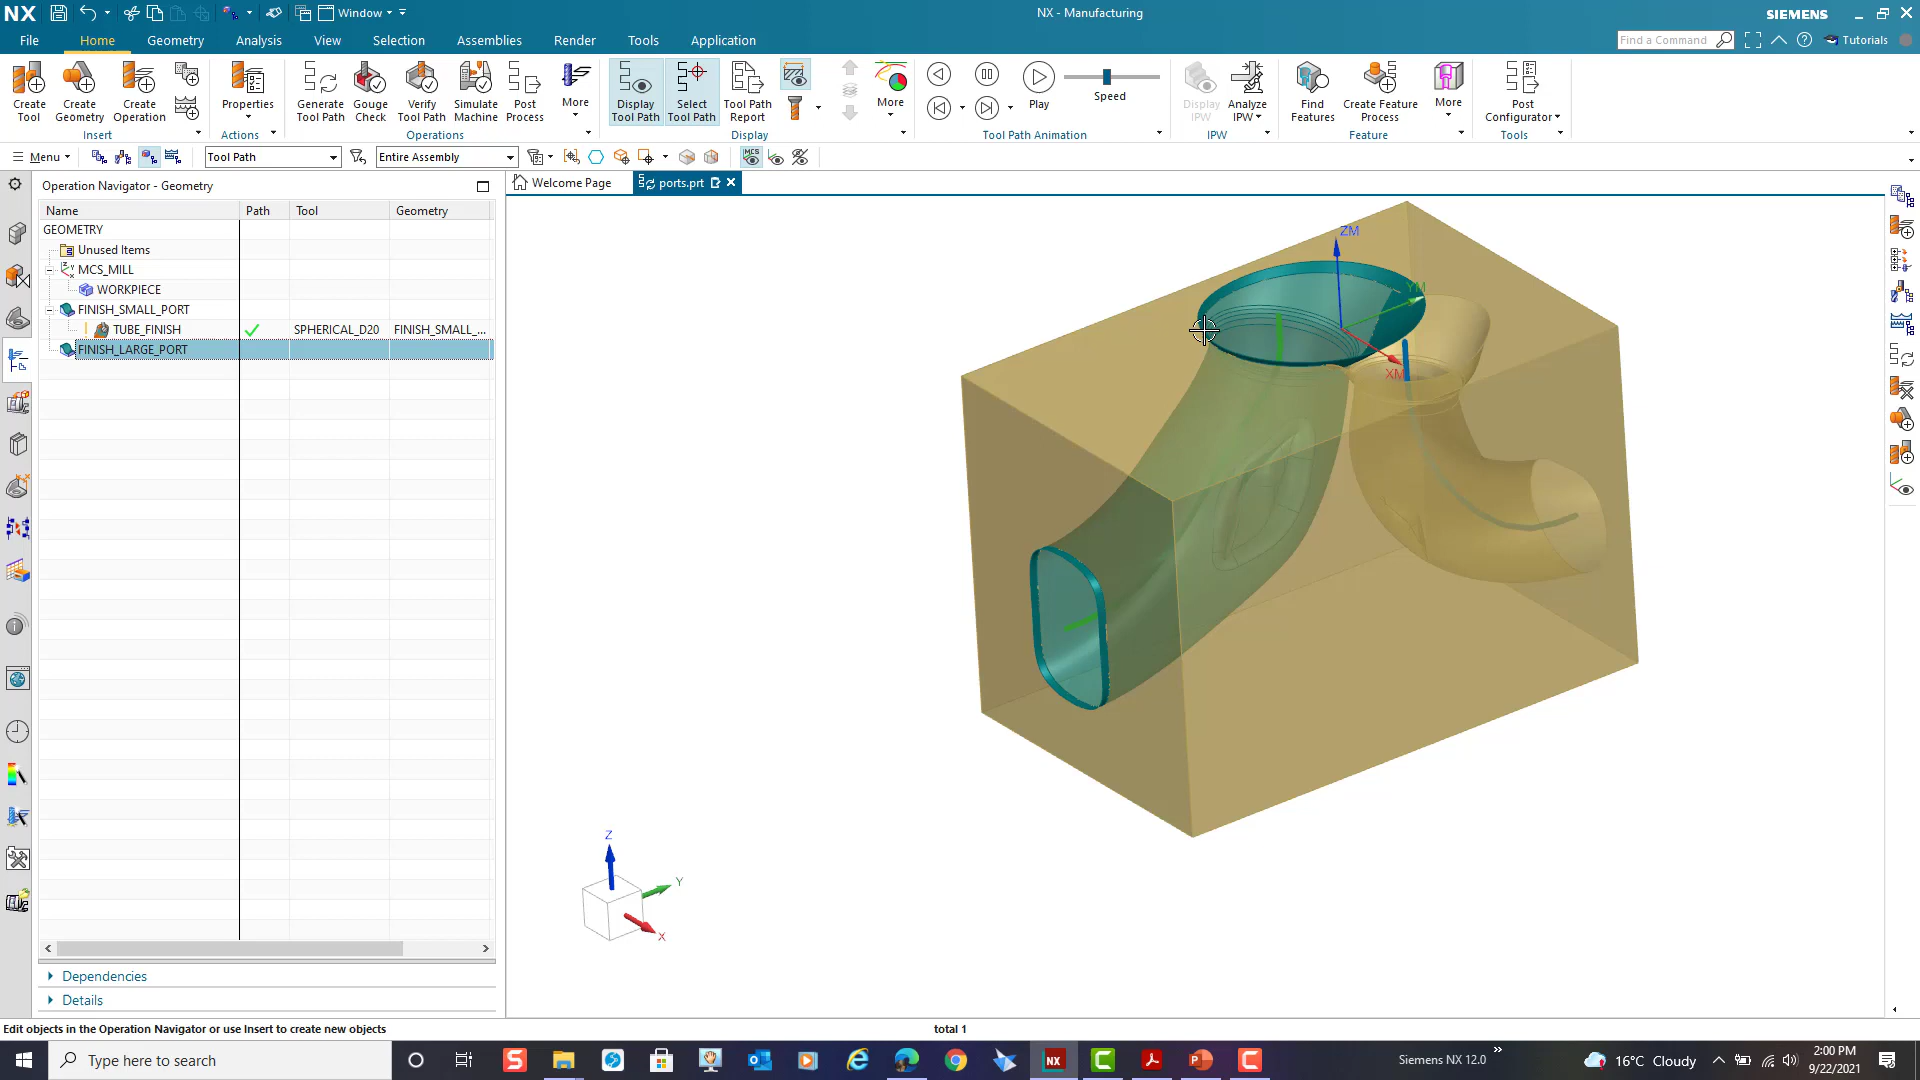 NX
Window
NX - Manufacturing
SIEMENS
File
Home
Geometry
Analysis
View
Selection
Assemblies
Render
Tools
Application
Find a Command
Tutorials
Create Tool
Create Geometry
Create Operation
Properties
Generate Tool Path
Gouge Check
Verify Tool Path
Simulate Machine
Post Process
More
Display Tool Path
Select Tool Path
Tool Path Report
More
Play
Speed
Display IPW
Analyze IPW
Find Features
Create Feature Process
More
Post Configurator
Insert
Actions
Operations
Display
Tool Path Animation
IPW
Feature
Tools
Menu
Tool Path
Entire Assembly
MCS
Operation Navigator - Geometry
Welcome Page
ports.prt
Name
Path
Tool
Geometry
GEOMETRY
Unused Items
MCS_MILL
WORKPIECE
FINISH_SMALL_PORT
TUBE_FINISH
SPHERICAL_D20
FINISH_SMALL_...
FINISH_LARGE_PORT
ZM
YM
XM
Z
Y
X
Dependencies
Details
Edit objects in the Operation Navigator or use Insert to create new objects
total 1
Type here to search
Siemens NX 12.0
16°C Cloudy
2:00 PM
9/22/2021